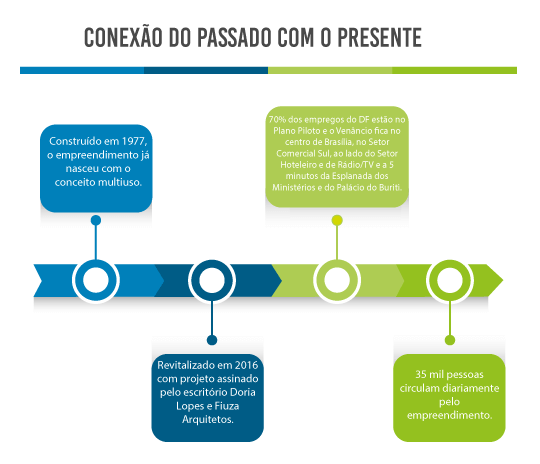 CONEXÃO DO PASSADO COM O PRESENTE
Construído em 1977,
o empreendimento já
nasceu com o
conceito multiuso.
Revitalizado em 2016
com projeto assinado
pelo escritório Doria
Lopes e Fiuza
Arquitetos.
70% dos empregos do DF estão no
Plano Piloto e o Venâncio fica no
centro de Brasília, no Setor
Comercial Sul, ao lado do Setor
Hoteleiro e de Rádio/TV e a 5
minutos da Esplanada dos
Ministérios e do Palácio do Buriti.
35 mil pessoas
circulam diariamente
pelo
empreendimento.